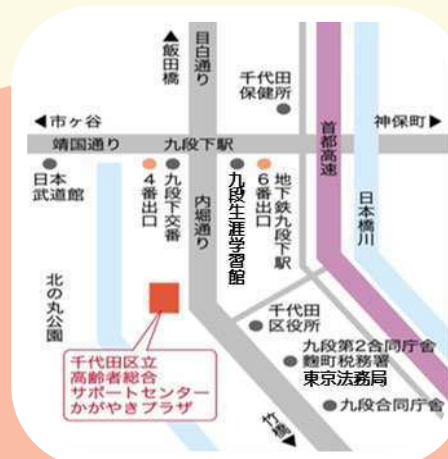 ▲飯田橋
目白通り
千代田
保健所
首都高速
神保町▶
◀市ヶ谷
靖国通り
九段下駅
日本
武道館
4番出口
九段下交番
内堀通り
九段生涯学習館
6番出口
地下鉄九段下駅
日本橋川
北の丸公園
千代田
区役所
九段第2合同庁舎
麴町税務署
東京法務局
千代田区立
高齢者総合
サポートセンター
かがやきプラザ
九段合同庁舎
竹橋▶